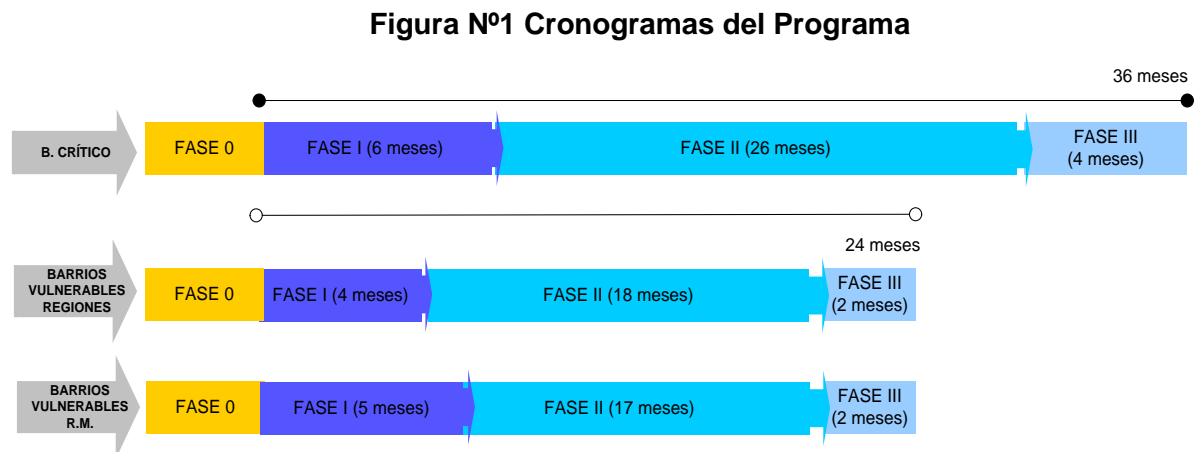 Figura Nº1 Cronogramas del Programa
36 meses
B. CRÍTICO
FASE 0
FASE I (6 meses)
FASE II (26 meses)
FASE III
(4 meses)
24 meses
BARRIOS
VULNERABLES
REGIONES
FASE 0
FASE I (4 meses)
FASE II (18 meses)
FASE III
(2 meses)
BARRIOS
VULNERABLES
R.M.
FASE 0
FASE I (5 meses)
FASE II (17 meses)
FASE III
(2 meses)